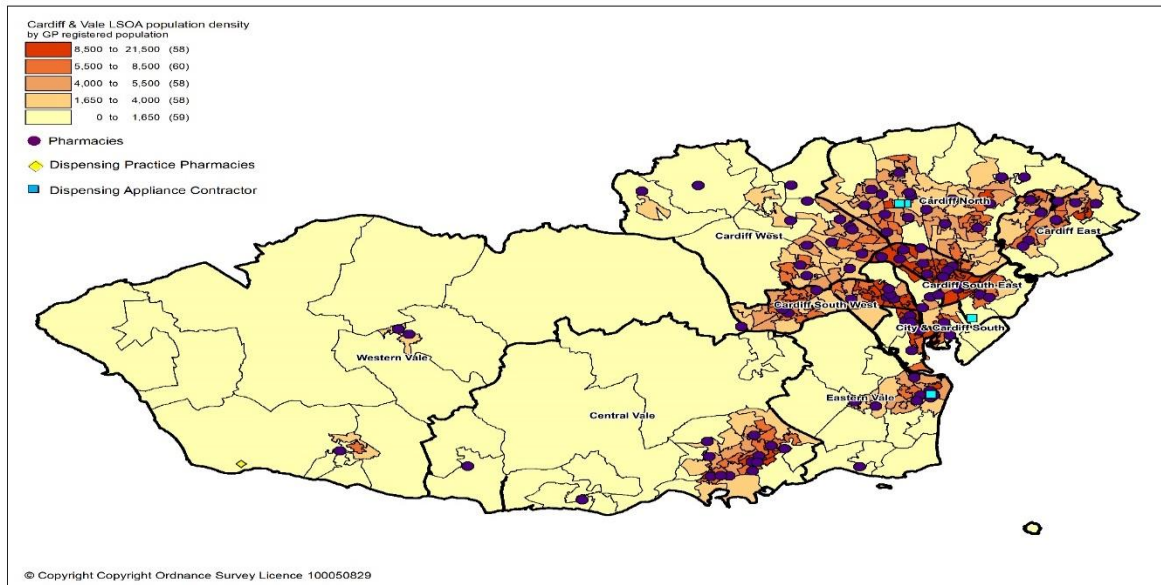 Cardiff & Vale LSOA population density
by GP registered population
8,500 to 21,500 (58)
5,500 to 8,500 (60)
4,000 to 5,500 (58)
1,650 to 4,000 (58)
0 to 1,650 (59)
Pharmacies
Dispensing Practice Pharmacies
Dispensing Appliance Contractor
Cardiff North
Cardiff East
Cardiff West
Cardiff South East
Cardiff South West
City & Cardiff South
Western Vale
Eastern Vale
Central Vale
© Copyright Copyright Ordnance Survey Licence 100050829